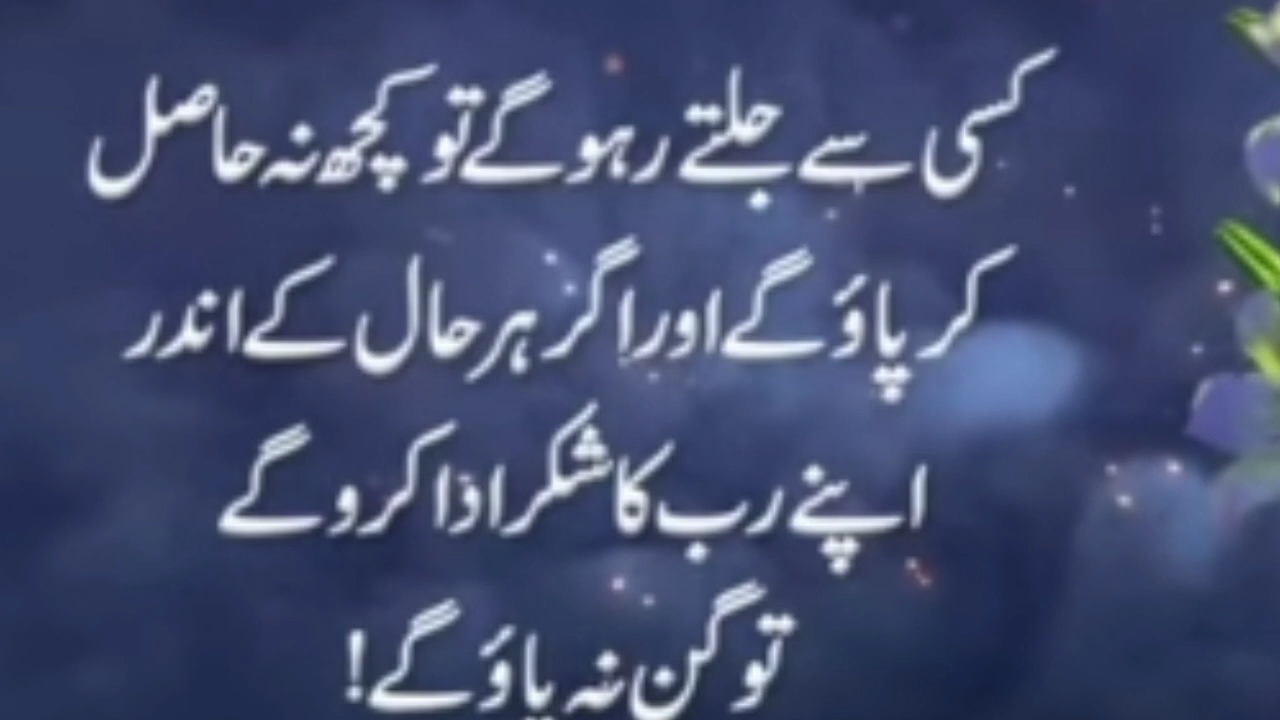 کسی سے جلتے رہو گے تو کچھ نہ حاصل
کر پاؤ گے اور اگر ہر حال کے اندر
اپنے رب کا شکر اذا کرو گے
تو گن نہ پاؤ گے!